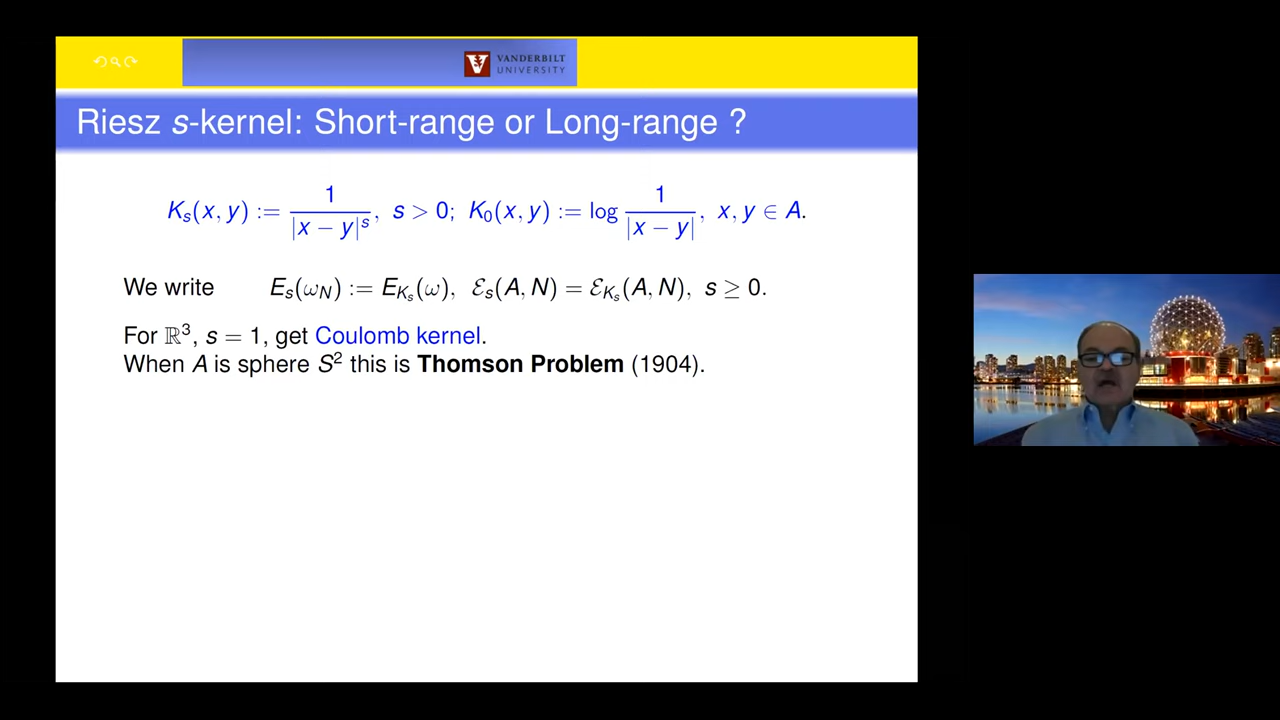 VANDERBILT
UNIVERSITY
Riesz s-kernel: Short-range or Long-range ?
K_s(x, y) := 1/|x − y|^s, s > 0; K_0(x, y) := log 1/|x − y|, x, y ∈ A.
We write E_s(ω_N) := E_{K_s}(ω), ℰ_s(A, N) = ℰ_{K_s}(A, N), s ≥ 0.
For ℝ³, s = 1, get Coulomb kernel.
When A is sphere S² this is Thomson Problem (1904).